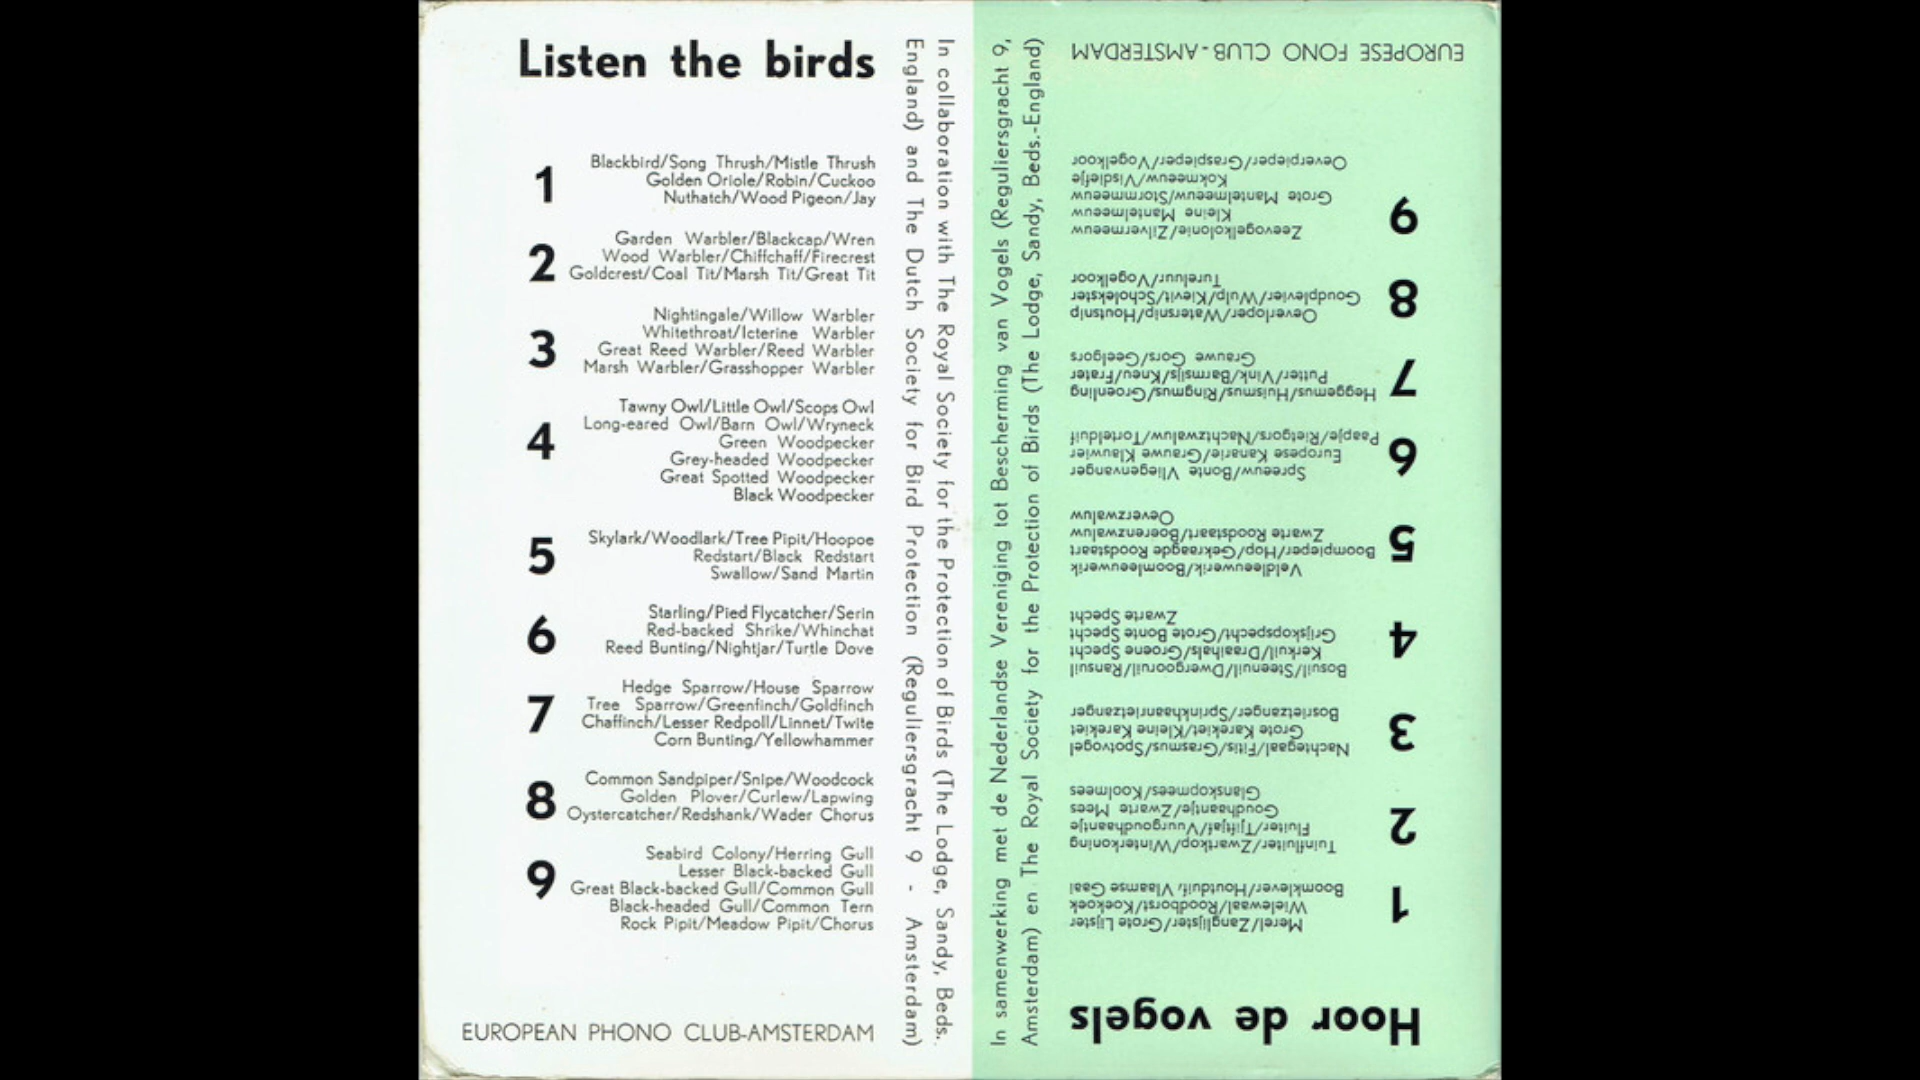 Listen the birds
1
Blackbird/Song Thrush/Mistle Thrush
Golden Oriole/Robin/Cuckoo
Nuthatch/Wood Pigeon/Jay
2
Garden Warbler/Blackcap/Wren
Wood Warbler/Chiffchaff/Firecrest
Goldcrest/Coal Tit/Marsh Tit/Great Tit
3
Nightingale/Willow Warbler
Whitethroat/Icterine Warbler
Great Reed Warbler/Reed Warbler
Marsh Warbler/Grasshopper Warbler
4
Tawny Owl/Little Owl/Scops Owl
Long-eared Owl/Barn Owl/Wryneck
Green Woodpecker
Grey-headed Woodpecker
Great Spotted Woodpecker
Black Woodpecker
5
Skylark/Woodlark/Tree Pipit/Hoopoe
Redstart/Black Redstart
Swallow/Sand Martin
6
Starling/Pied Flycatcher/Serin
Red-backed Shrike/Whinchat
Reed Bunting/Nightjar/Turtle Dove
7
Hedge Sparrow/House Sparrow
Tree Sparrow/Greenfinch/Goldfinch
Chaffinch/Lesser Redpoll/Linnet/Twite
Corn Bunting/Yellowhammer
8
Common Sandpiper/Snipe/Woodcock
Golden Plover/Curlew/Lapwing
Oystercatcher/Redshank/Wader Chorus
9
Seabird Colony/Herring Gull
Lesser Black-backed Gull
Great Black-backed Gull/Common Gull
Black-headed Gull/Common Tern
Rock Pipit/Meadow Pipit/Chorus
EUROPEAN PHONO CLUB-AMSTERDAM
In collaboration with The Royal Society for the Protection of Birds (The Lodge, Sandy, Beds.
England) and The Dutch Society for Bird Protection (Reguliersgracht 9 - Amsterdam)
In samenwerking met de Nederlandse Vereniging tot Bescherming van Vogels (Reguliersgracht 9,
Amsterdam) en The Royal Society for the Protection of Birds (The Lodge, Sandy, Beds.-England)
Hoor de vogels
1
Merel/Zanglijster/Grote Lijster
Wielewaal/Roodborst/Koekoek
Boomklever/Houtduif/Vlaamse Gaai
2
Tuinfluiter/Zwartkop/Winterkoning
Fluiter/Tjiftjaf/Vuurgoudhaantje
Goudhaantje/Zwarte Mees
Glanskopmees/Koolmees
3
Nachtegaal/Fitis/Grasmus/Spotvogel
Grote Karekiet/Kleine Karekiet
Bosrietzanger/Sprinkhaanrietzanger
4
Bosuil/Steenuil/Dwergooruil/Ransuil
Kerkuil/Draaihals/Groene Specht
Grijskopspecht/Grote Bonte Specht
Zwarte Specht
5
Veldleeuwerik/Boomleeuwerik
Boompieper/Hop/Gekraagde Roodstaart
Zwarte Roodstaart/Boerenzwaluw
Oeverzwaluw
6
Spreeuw/Bonte Vliegenvanger
Europese Kanarie/Grauwe Klauwier
Paapje/Rietgors/Nachtzwaluw/Tortelduif
7
Heggemus/Huismus/Ringmus/Groenling
Putter/Vink/Barmsijs/Kneu/Frater
Grauwe Gors/Geelgors
8
Oeverloper/Watersnip/Houtsnip
Goudplevier/Wulp/Kievit/Scholekster
Tureluur/Vogelkoor
9
Zeevogelkolonie/Zilvermeeuw
Kleine Mantelmeeuw
Grote Mantelmeeuw/Stormmeeuw
Kokmeeuw/Visdiefje
Oeverpieper/Graspieper/Vogelkoor
EUROPESE FONO CLUB-AMSTERDAM